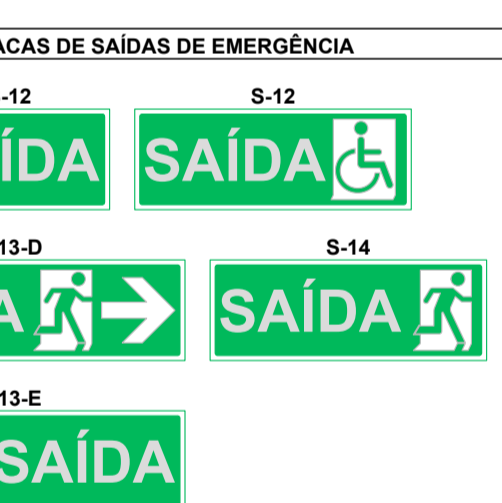 ACAS DE SAÍDAS DE EMERGÊNCIA
-12 S-12
ÍDA SAÍDA
13-D S-14
A SAÍDA
13-E
SAÍDA